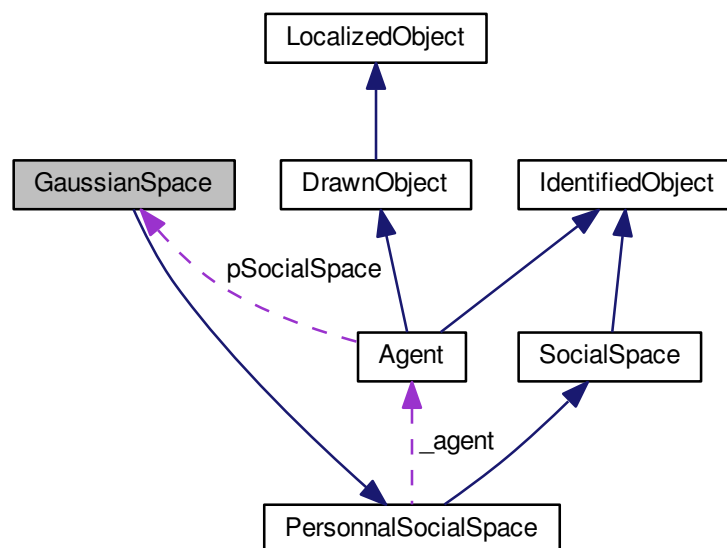 LocalizedObject
GaussianSpace
DrawnObject
IdentifiedObject
pSocialSpace
Agent
SocialSpace
_agent
PersonnalSocialSpace